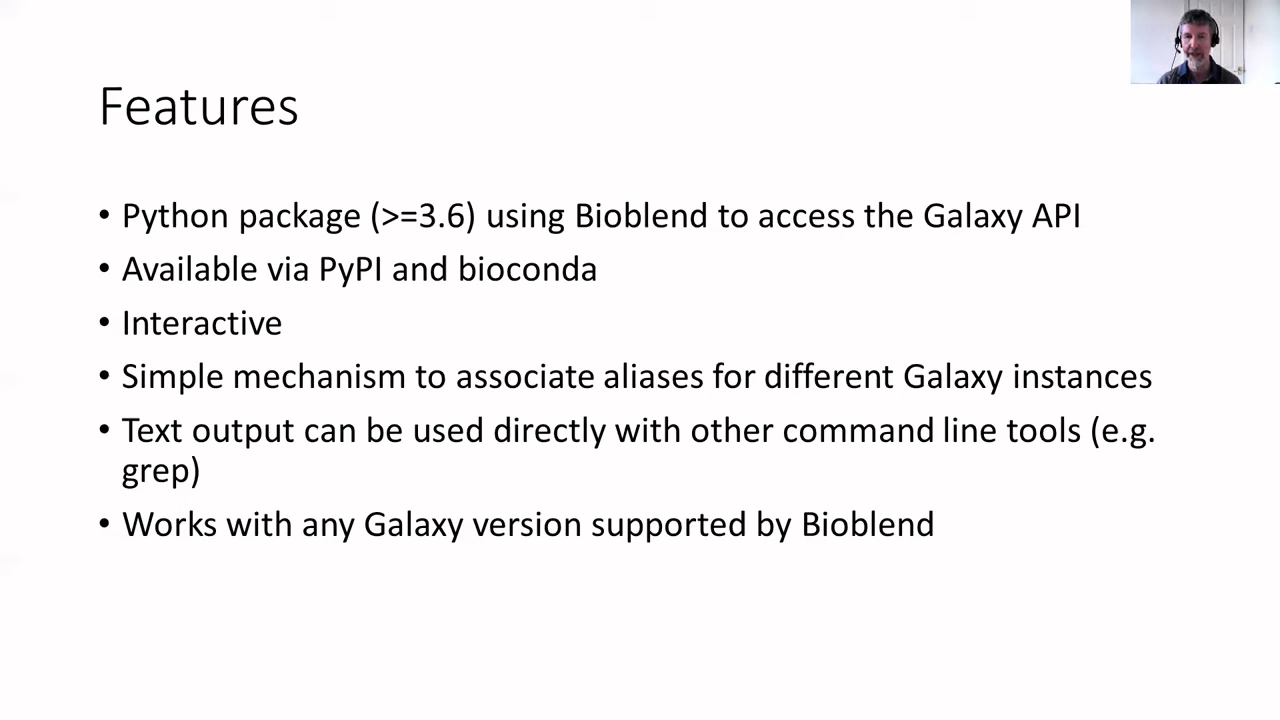 Features
• Python package (>=3.6) using Bioblend to access the Galaxy API
• Available via PyPI and bioconda
• Interactive
• Simple mechanism to associate aliases for different Galaxy instances
• Text output can be used directly with other command line tools (e.g.
grep)
• Works with any Galaxy version supported by Bioblend